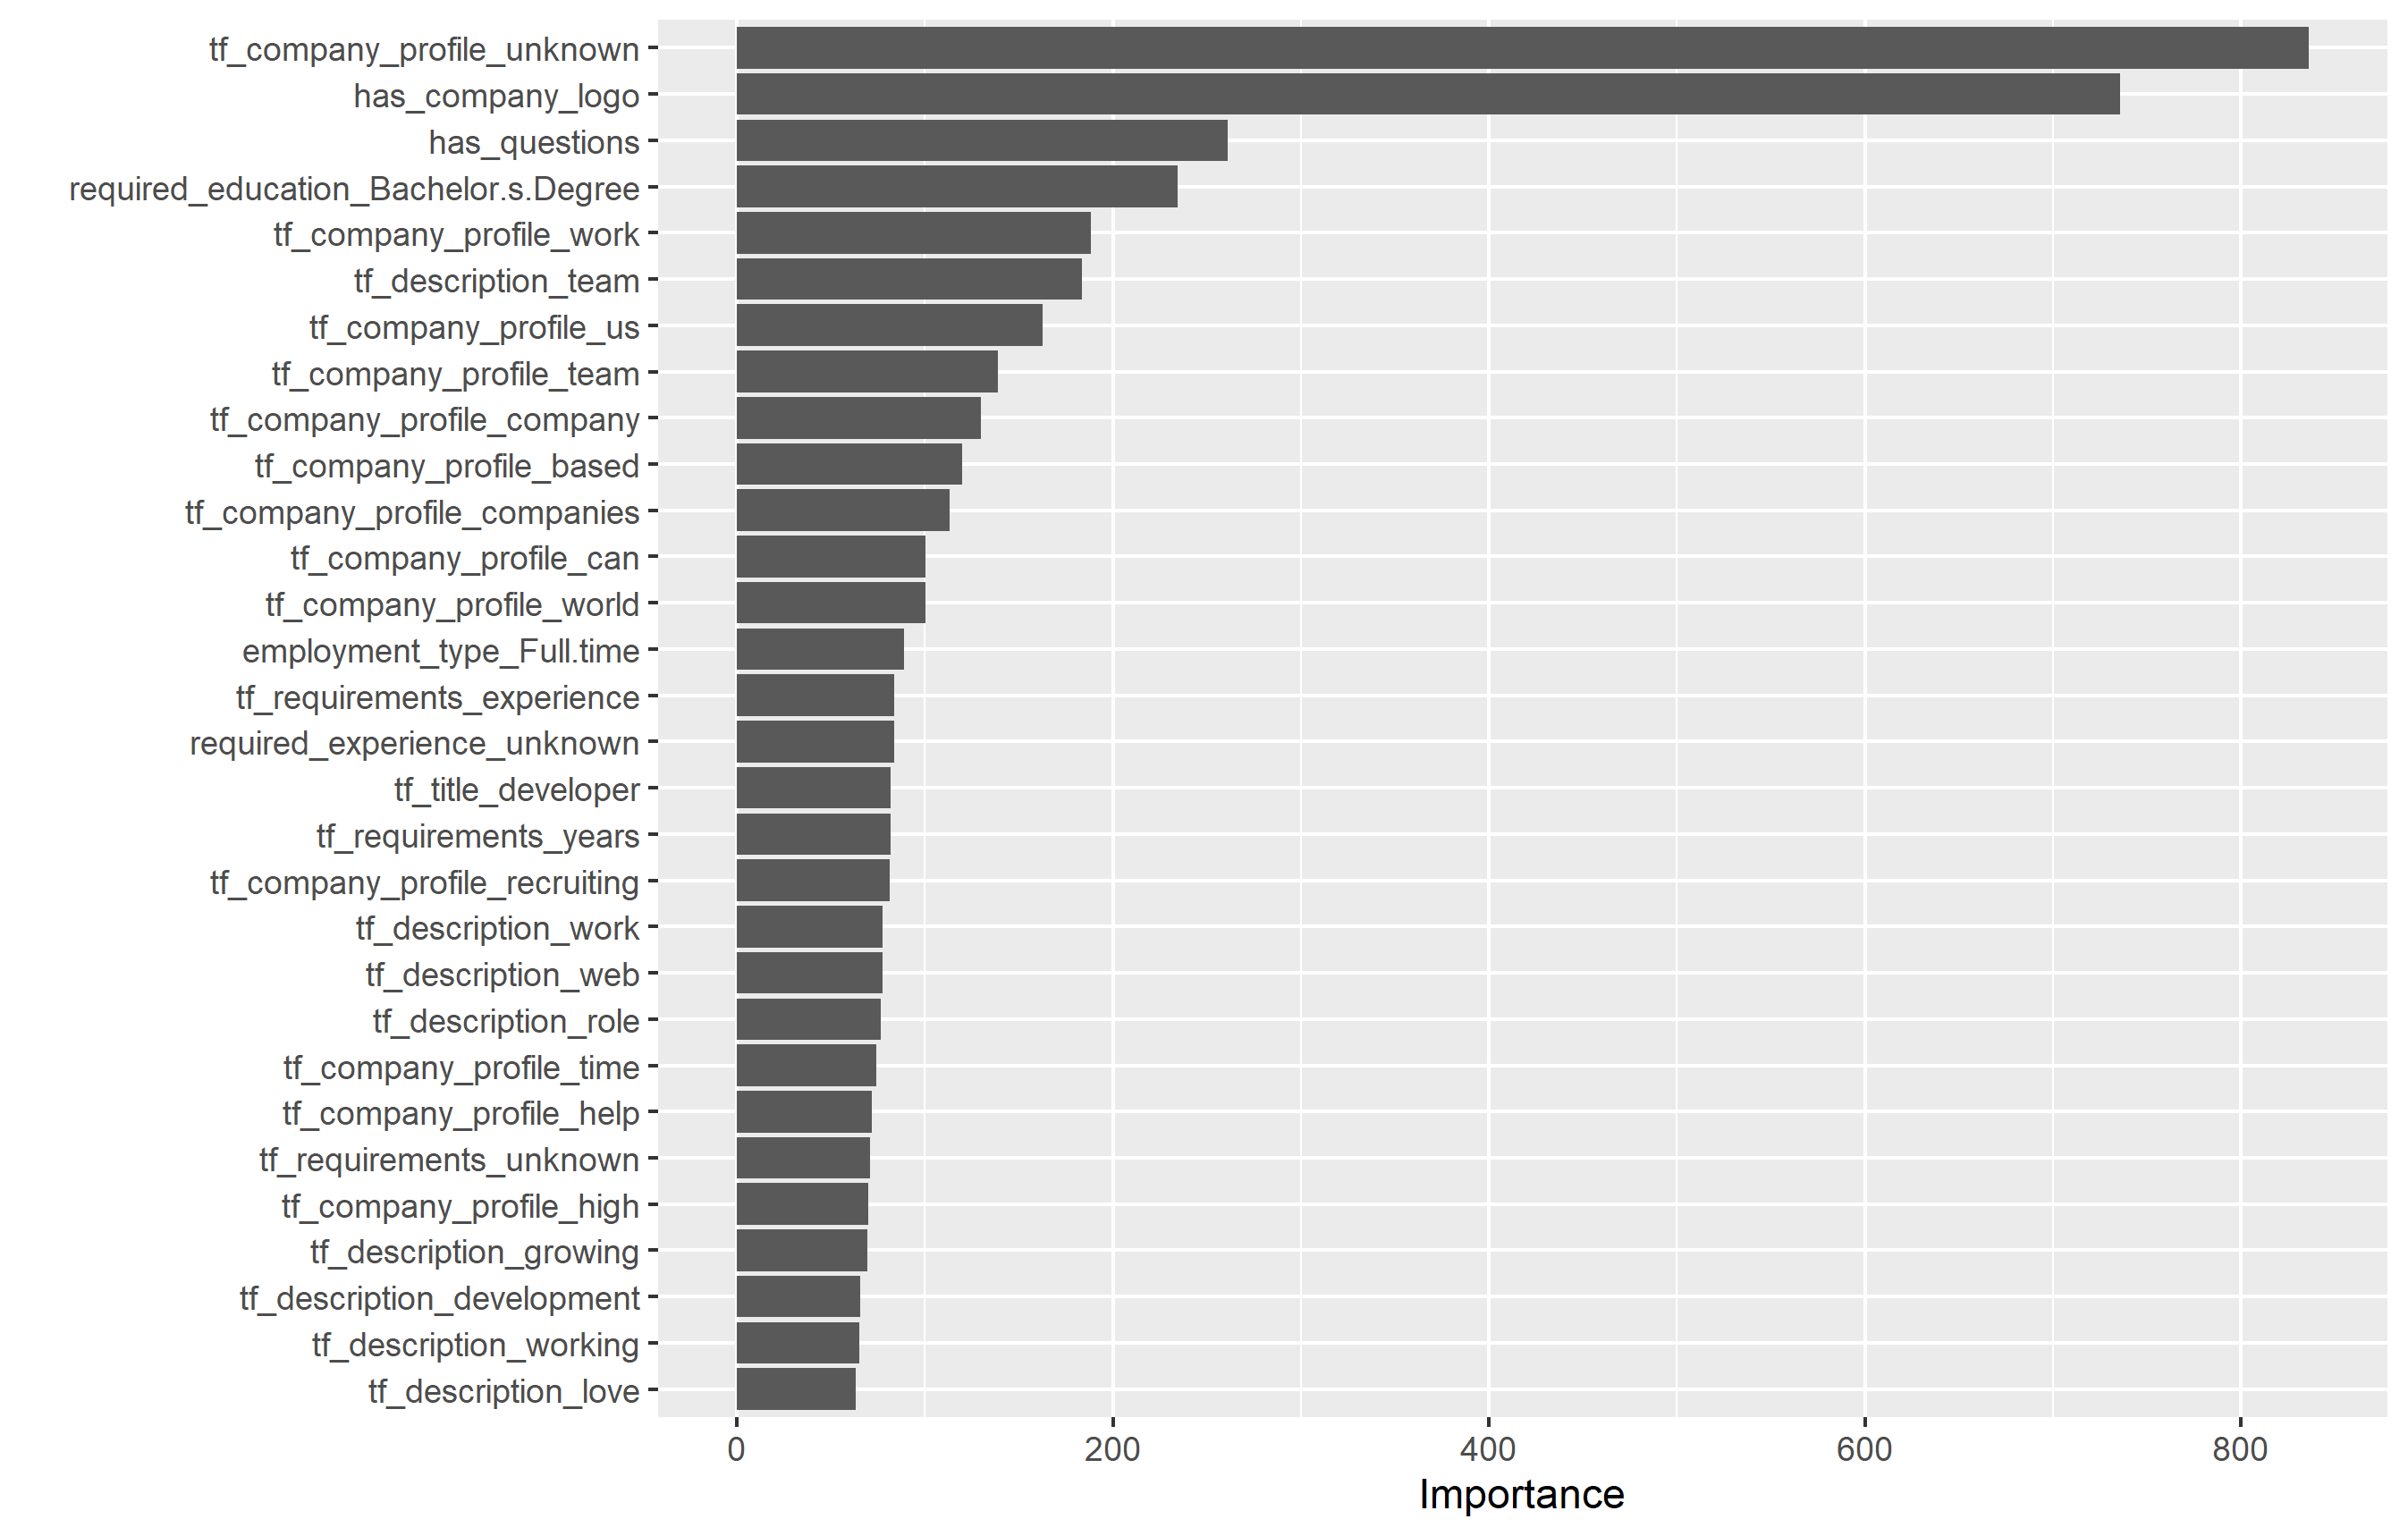 tf_company_profile_unknown
has_company_logo
has_questions
required_education_Bachelor.s.Degree
tf_company_profile_work
tf_description_team
tf_company_profile_us
tf_company_profile_team
tf_company_profile_company
tf_company_profile_based
tf_company_profile_companies
tf_company_profile_can
tf_company_profile_world
employment_type_Full.time
tf_requirements_experience
required_experience_unknown
tf_title_developer
tf_requirements_years
tf_company_profile_recruiting
tf_description_work
tf_description_web
tf_description_role
tf_company_profile_time
tf_company_profile_help
tf_requirements_unknown
tf_company_profile_high
tf_description_growing
tf_description_development
tf_description_working
tf_description_love
0 200 400 600 800
Importance